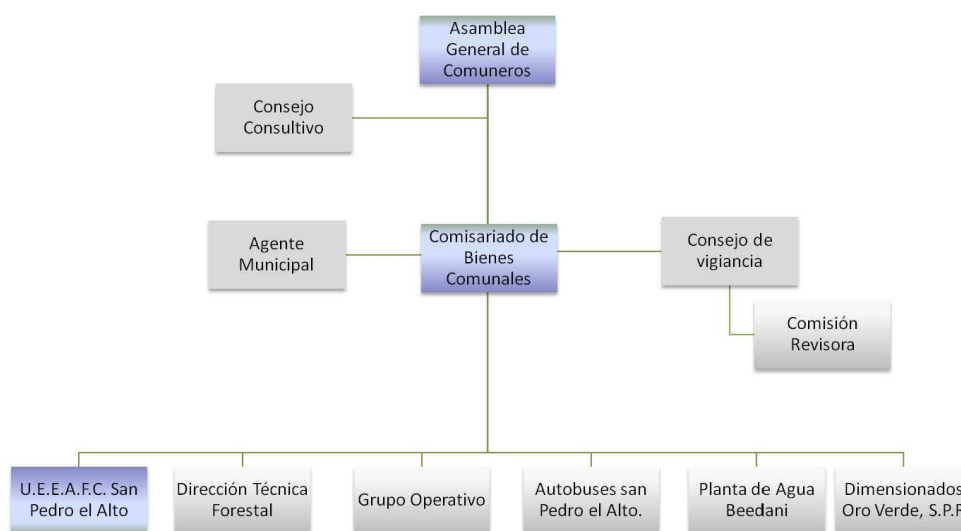 Asamblea
General de
Comuneros
Consejo
Consultivo
Agente
Municipal
Comisariado de
Bienes
Comunales
Consejo de
vigiancia
Comisión
Revisora
U.E.E.A.F.C. San
Pedro el Alto
Dirección Técnica
Forestal
Grupo Operativo
Autobuses san
Pedro el Alto.
Planta de Agua
Beedani
Dimensionados
Oro Verde, S.P.R